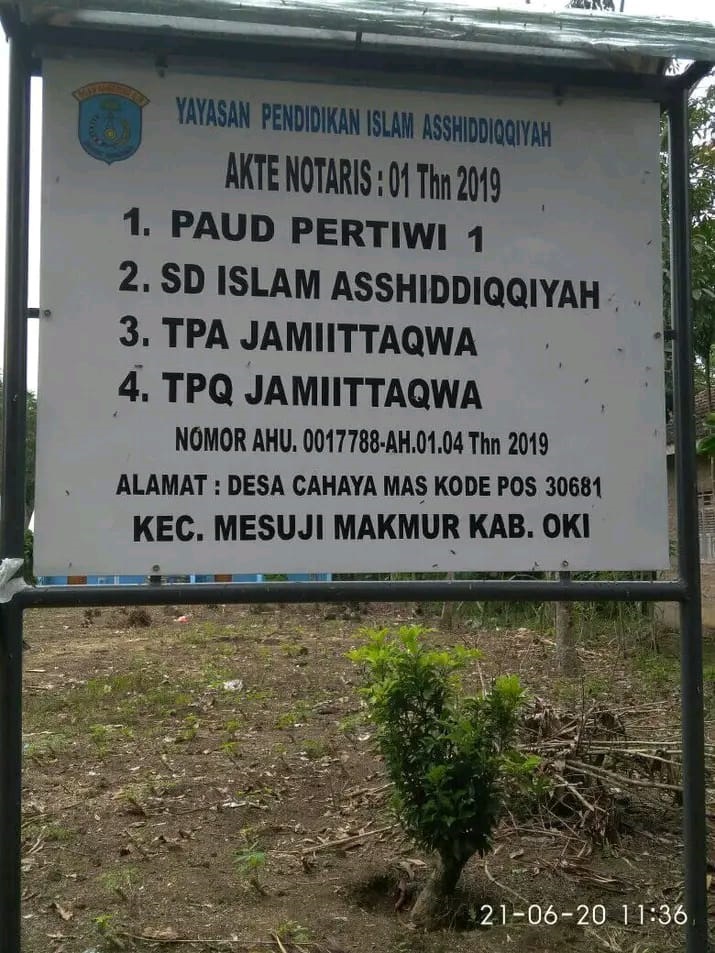 YAYASAN PENDIDIKAN ISLAM ASSHIDDIQQIYAH
AKTE NOTARIS : 01 Thn 2019
1. PAUD PERTIWI 1
2. SD ISLAM ASSHIDDIQQIYAH
3. TPA JAMIITTAQWA
4. TPQ JAMIITTAQWA
NOMOR AHU. 0017788-AH.01.04 Thn 2019
ALAMAT : DESA CAHAYA MAS KODE POS 30681
KEC. MESUJI MAKMUR KAB. OKI
21-06-20 11:36